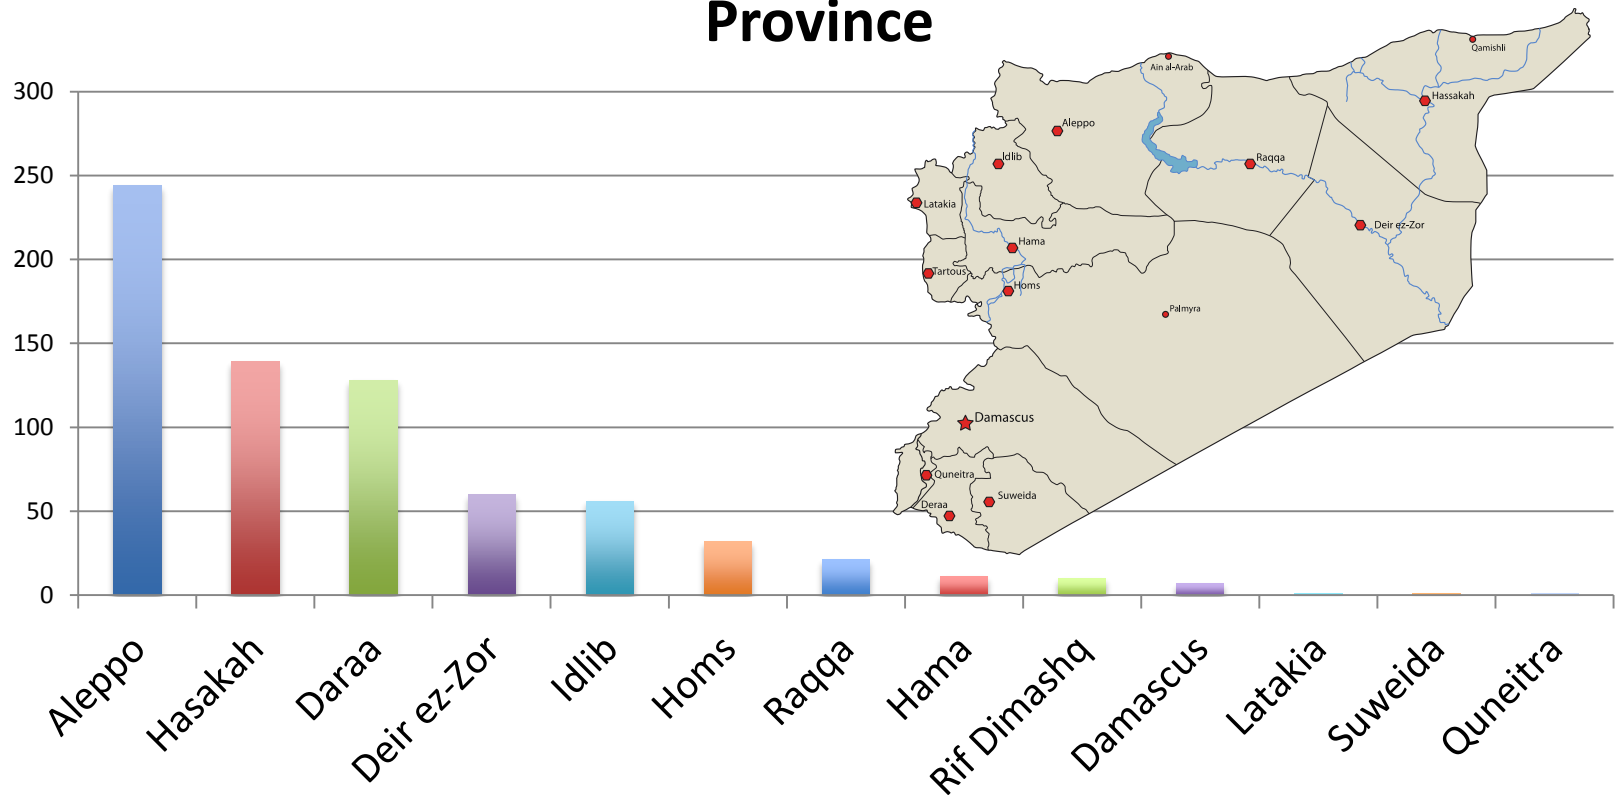 Province
300
250
200
150
100
50
0
Aleppo
Hasakah
Daraa
Deir ez-Zor
Idlib
Homs
Raqqa
Hama
Rif Dimashq
Damascus
Latakia
Suweida
Quneitra
Qamishli
Ain al-Arab
Hassakah
Aleppo
Idlib
Raqqa
Latakia
Deir ez-Zor
Hama
Tartous
Homs
Palmyra
Damascus
Quneitra
Suweida
Deraa